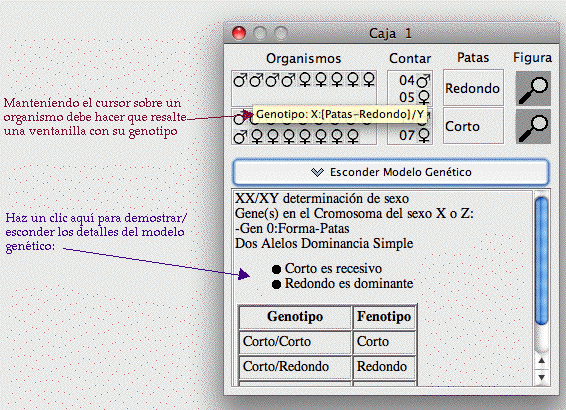 Caja 1
Organismos Contar Patas Figura
04♂ Redondo
05♀
Manteniendo el cursor sobre un
organismo debe hacer que resalte
una ventanilla con su genotipo
Genotipo: X:[Patas-Redondo]/Y
Corto
07♀
Esconder Modelo Genético
Haz un clic aquí para demostrar/
esconder los detalles del modelo
genético:
XX/XY determinación de sexo
Gene(s) en el Cromosoma del sexo X o Z:
-Gen 0:Forma-Patas
Dos Alelos Dominancia Simple
● Corto es recesivo
● Redondo es dominante
Genotipo Fenotipo
Corto/Corto Corto
Corto/Redondo Redondo